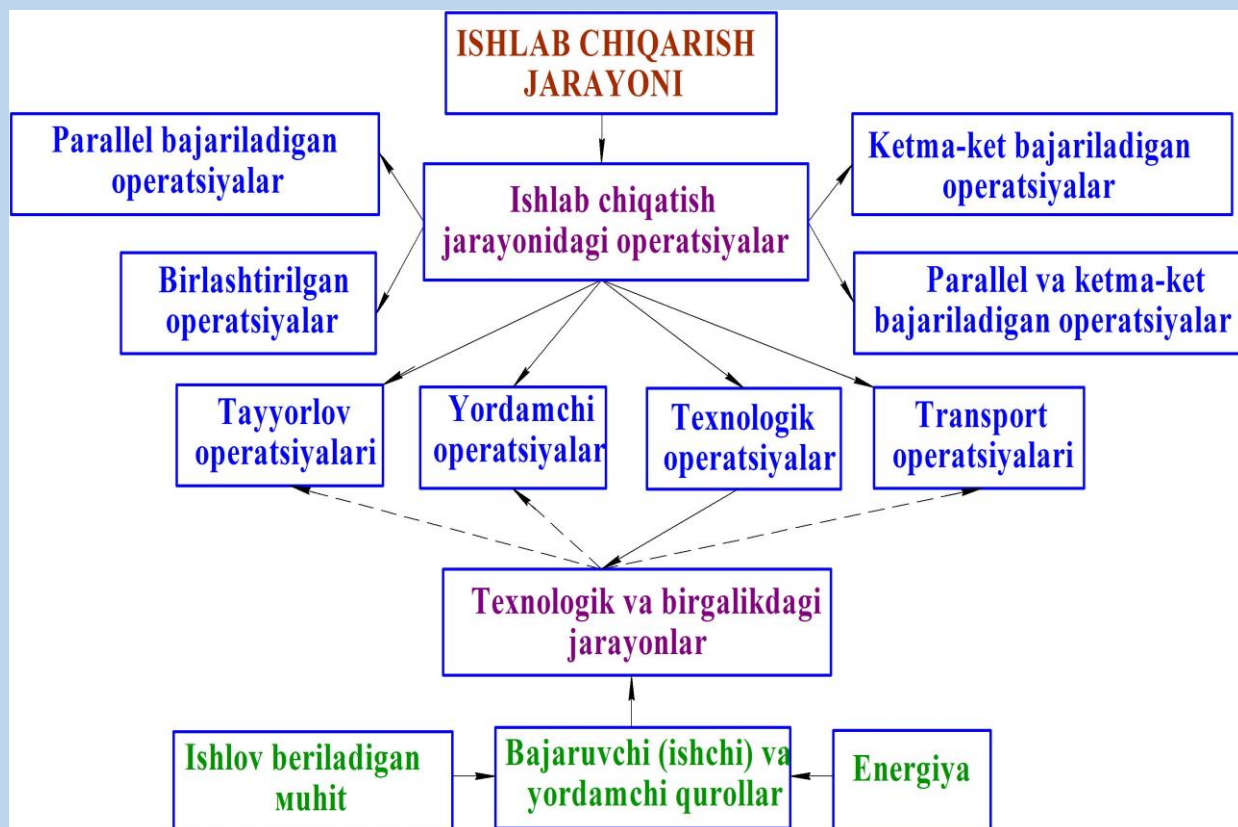 ISHLAB CHIQARISH
JARAYONI
Parallel bajariladigan
operatsiyalar
Ketma-ket bajariladigan
operatsiyalar
Ishlab chiqatish
jarayonidagi operatsiyalar
Birlashtirilgan
operatsiyalar
Parallel va ketma-ket
bajariladigan operatsiyalar
Tayyorlov
operatsiyalari
Yordamchi
operatsiyalar
Texnologik
operatsiyalar
Transport
operatsiyalari
Texnologik va birgalikdagi
jarayonlar
Ishlov beriladigan
мuhit
Bajaruvchi (ishchi) va
yordamchi qurollar
Energiya